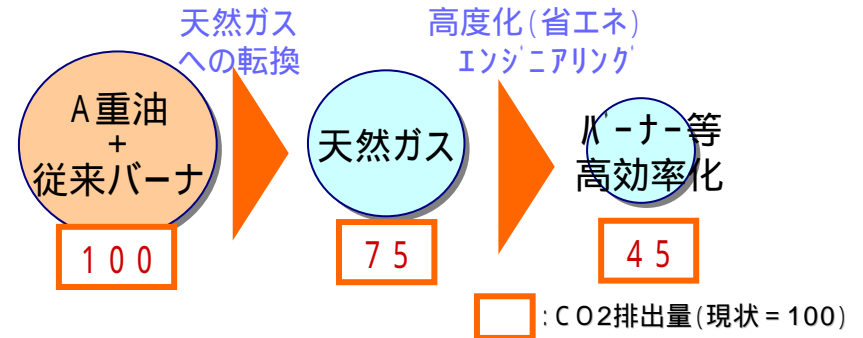 天然ガス
への転換
高度化(省エネ)
ｴﾝｼﾞﾆｱﾘﾝｸﾞ
A重油
+
従来バーナ
天然ガス
ﾊﾞｰﾅｰ等
高効率化
１００
７５
４５
:CO2排出量(現状=100)